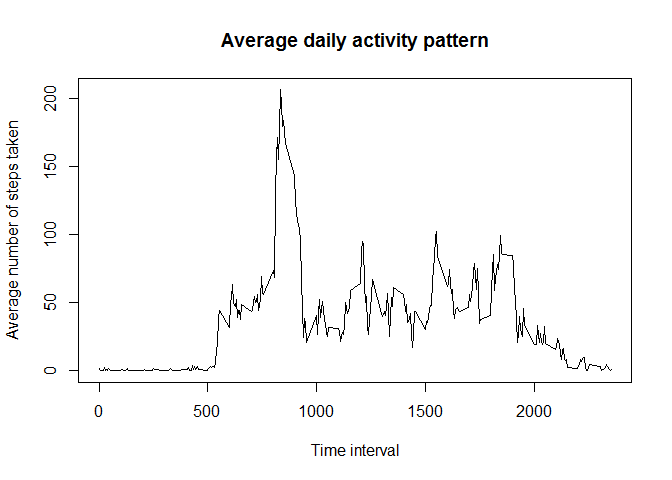 Average daily activity pattern
Average number of steps taken
200
150
100
50
0
0 500 1000 1500 2000
Time interval